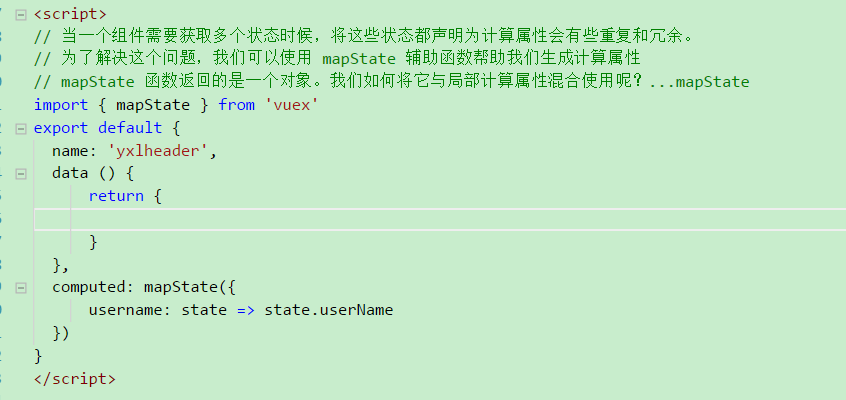 <script>
// 当一个组件需要获取多个状态时候，将这些状态都声明为计算属性会有些重复和冗余。
// 为了解决这个问题，我们可以使用 mapState 辅助函数帮助我们生成计算属性
// mapState 函数返回的是一个对象。我们如何将它与局部计算属性混合使用呢？...mapState
import { mapState } from 'vuex'
export default {
  name: 'yxlheader',
  data () {
      return {

      }
  },
  computed: mapState({
      username: state => state.userName
  })
}
</script>